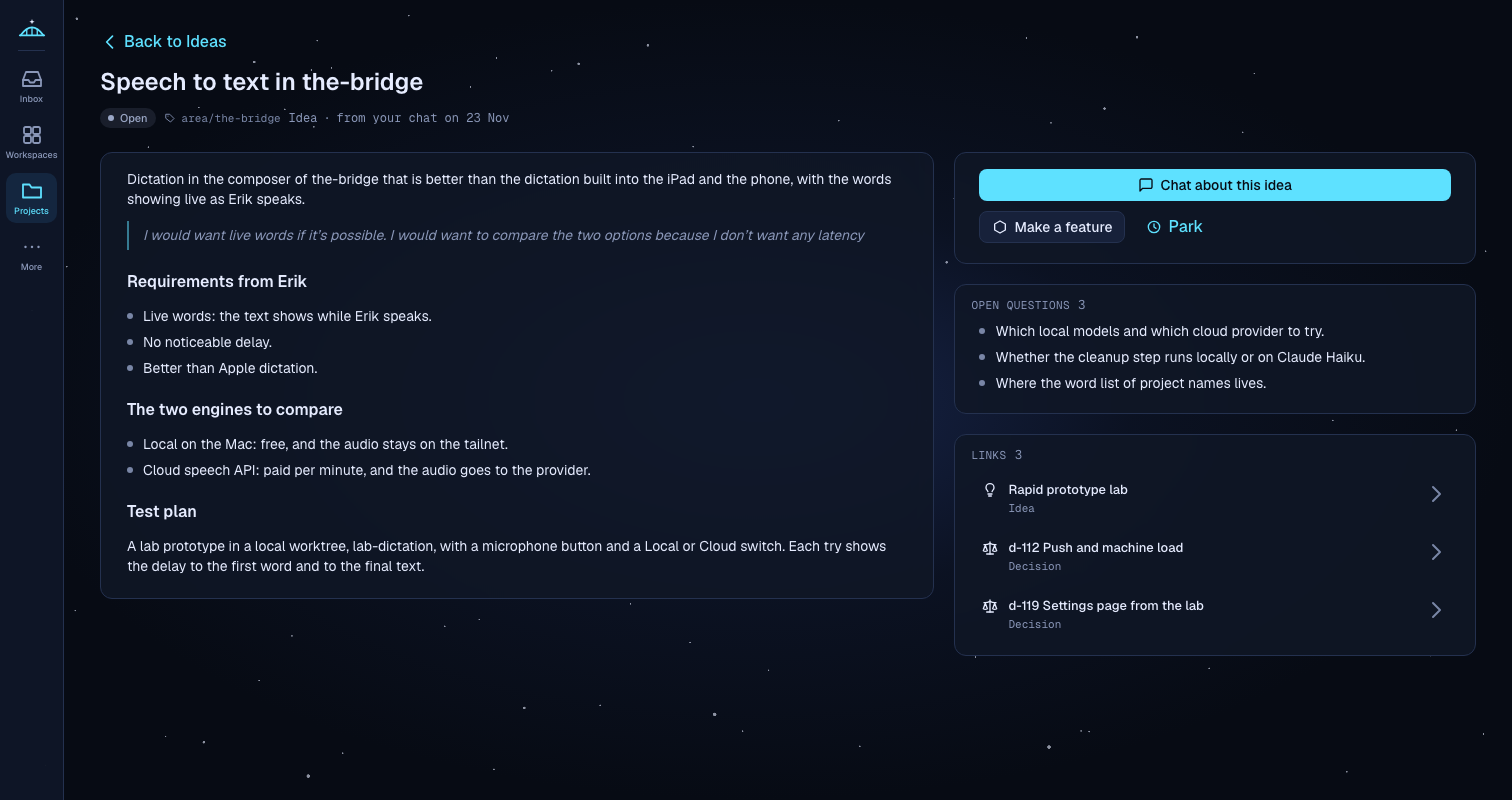 Inbox
Workspaces
Projects
More
Back to Ideas
Speech to text in the-bridge
Open area/the-bridge Idea · from your chat on 23 Nov
Dictation in the composer of the-bridge that is better than the dictation built into the iPad and the phone, with the words
showing live as Erik speaks.
I would want live words if it's possible. I would want to compare the two options because I don't want any latency
Requirements from Erik
Live words: the text shows while Erik speaks.
No noticeable delay.
Better than Apple dictation.
The two engines to compare
Local on the Mac: free, and the audio stays on the tailnet.
Cloud speech API: paid per minute, and the audio goes to the provider.
Test plan
A lab prototype in a local worktree, lab-dictation, with a microphone button and a Local or Cloud switch. Each try shows
the delay to the first word and to the final text.
Chat about this idea
Make a feature
Park
OPEN QUESTIONS 3
Which local models and which cloud provider to try.
Whether the cleanup step runs locally or on Claude Haiku.
Where the word list of project names lives.
LINKS 3
Rapid prototype lab
Idea
d-112 Push and machine load
Decision
d-119 Settings page from the lab
Decision